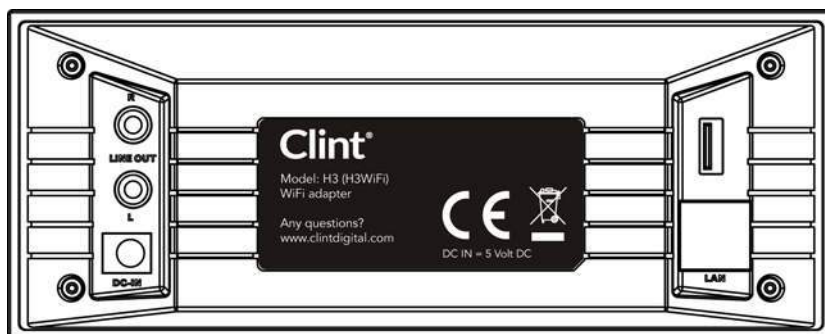 R
LINE OUT
L
DC-IN
Clint®
Model: H3 (H3WiFi)
WiFi adapter
Any questions?
www.clintdigital.com
CE
DC IN = 5 Volt DC
LAN